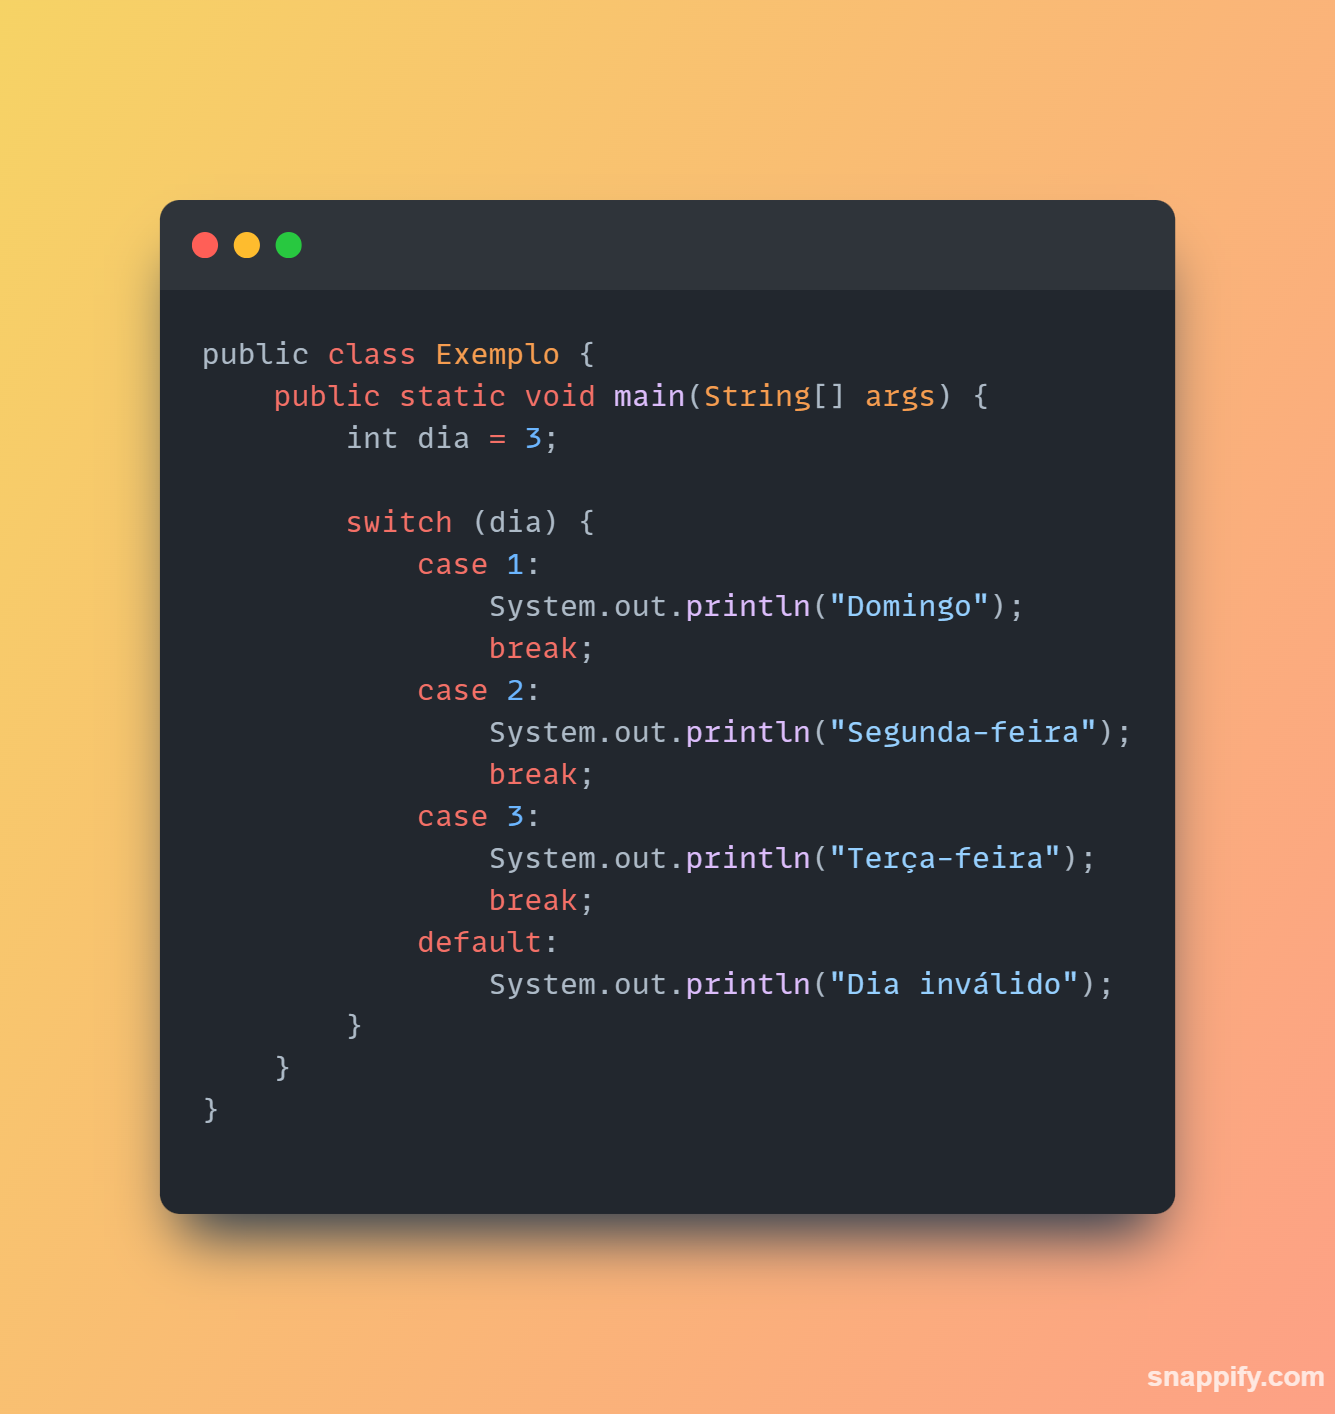 public class Exemplo {
    public static void main(String[] args) {
        int dia = 3;

        switch (dia) {
            case 1:
                System.out.println("Domingo");
                break;
            case 2:
                System.out.println("Segunda-feira");
                break;
            case 3:
                System.out.println("Terça-feira");
                break;
            default:
                System.out.println("Dia inválido");
        }
    }
}
snappify.com